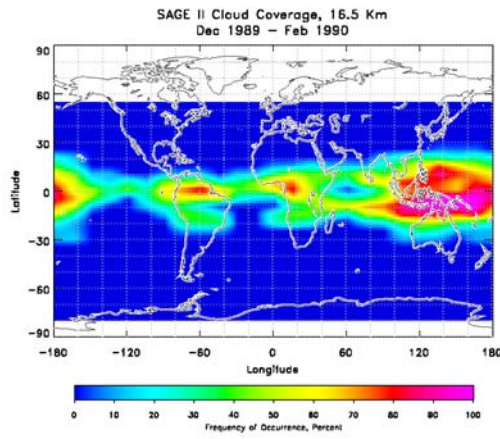 SAGE II Cloud Coverage, 16.5 Km
Dec 1989 – Feb 1990
90
60
30
0
−30
−60
−90
Latitude
−180 −120 −60 0 60 120 180
Longitude
0 10 20 30 40 50 60 70 80 90 100
Frequency of Occurrence, Percent